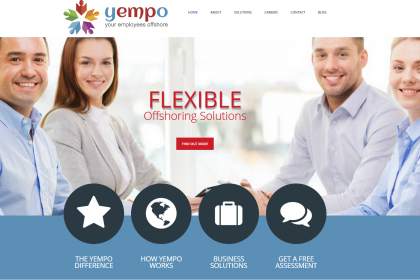 yempo
your employees offshore
HOME ABOUT SOLUTIONS CAREERS CONTACT BLOG
FLEXIBLE
Offshoring Solutions
FIND OUT MORE
THE YEMPO
DIFFERENCE
HOW YEMPO
WORKS
BUSINESS
SOLUTIONS
GET A FREE
ASSESSMENT